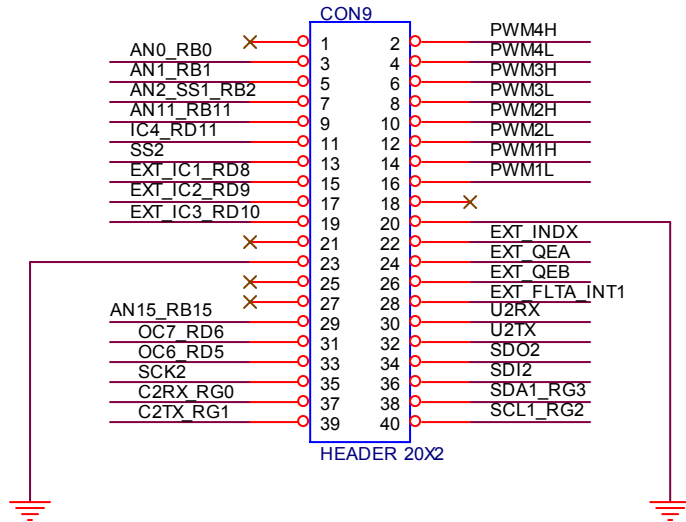 CON9
1 2 PWM4H
AN0_RB0 3 4 PWM4L
AN1_RB1 5 6 PWM3H
AN2_SS1_RB2 7 8 PWM3L
AN11_RB11 9 10 PWM2H
IC4_RD11 11 12 PWM2L
SS2 13 14 PWM1H
EXT_IC1_RD8 15 16 PWM1L
EXT_IC2_RD9 17 18
EXT_IC3_RD10 19 20
21 22 EXT_INDX
23 24 EXT_QEA
25 26 EXT_QEB
27 28 EXT_FLTA_INT1
AN15_RB15 29 30 U2RX
OC7_RD6 31 32 U2TX
OC6_RD5 33 34 SDO2
SCK2 35 36 SDI2
C2RX_RG0 37 38 SDA1_RG3
C2TX_RG1 39 40 SCL1_RG2
HEADER 20X2